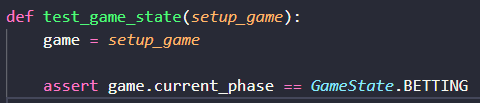 def test_game_state(setup_game):
    game = setup_game
    assert game.current_phase == GameState.BETTING